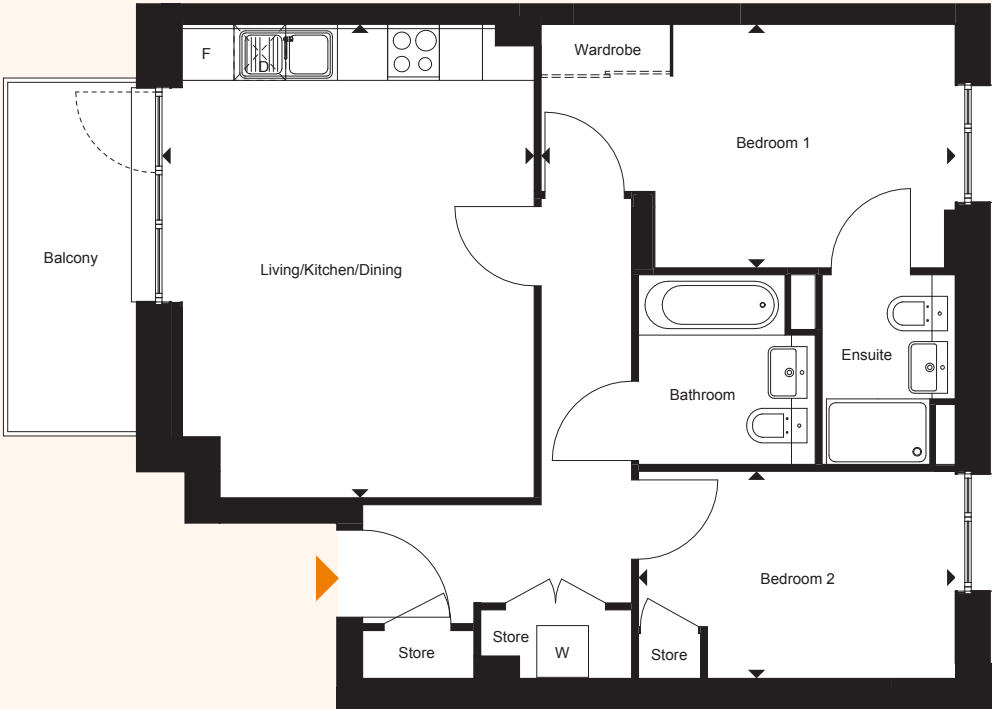 F
D
Wardrobe
Bedroom 1
Balcony
Living/Kitchen/Dining
Ensuite
Bathroom
Bedroom 2
Store
Store
W
Store